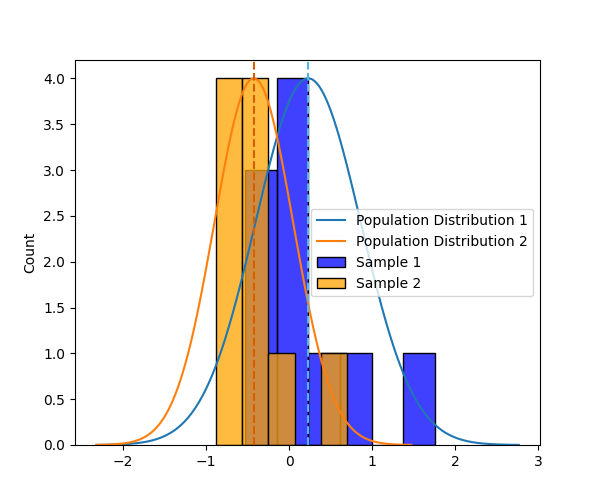 4.0
3.5
3.0
2.5
2.0
1.5
1.0
0.5
0.0
Count
Population Distribution 1
Population Distribution 2
Sample 1
Sample 2
−2 −1 0 1 2 3